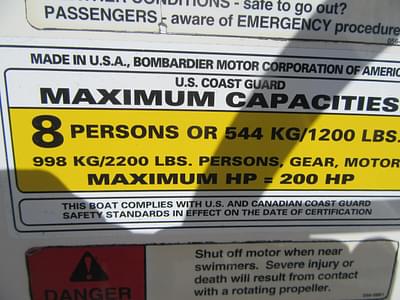 CONDITIONS - safe to go out?
PASSENGERS - aware of EMERGENCY procedure
MADE IN U.S.A., BOMBARDIER MOTOR CORPORATION OF AMERIC
U.S. COAST GUARD
MAXIMUM CAPACITIES
8 PERSONS OR 544 KG/1200 LBS.
998 KG/2200 LBS. PERSONS, GEAR, MOTOR
MAXIMUM HP = 200 HP
THIS BOAT COMPLIES WITH U.S. AND CANADIAN COAST GUARD
SAFETY STANDARDS IN EFFECT ON THE DATE OF CERTIFICATION
DANGER
Shut off motor when near
swimmers. Severe injury or
death will result from contact
with a rotating propeller.